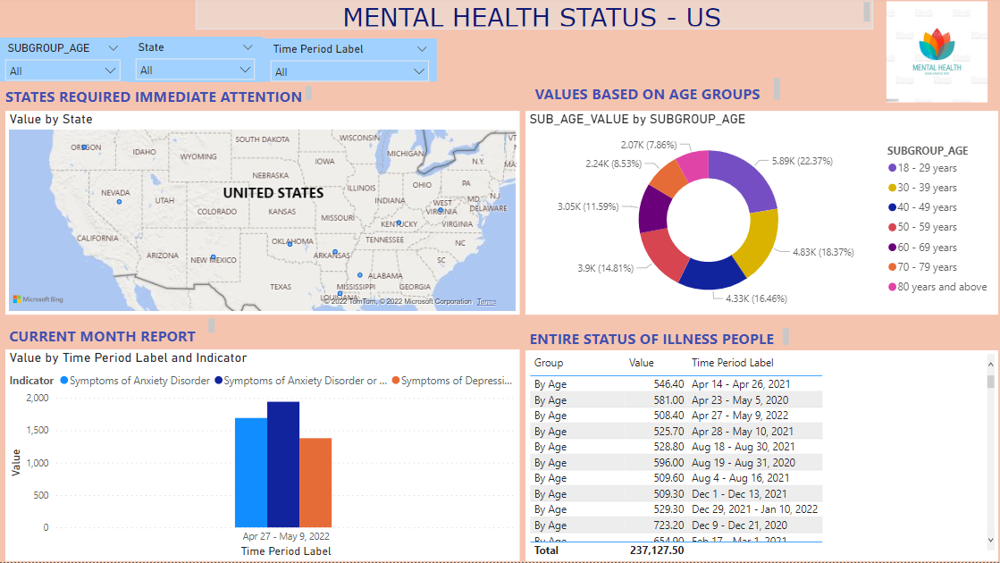 MENTAL HEALTH STATUS - US
MENTAL HEALTH
SUBGROUP_AGE
State
Time Period Label
All
All
All
STATES REQUIRED IMMEDIATE ATTENTION
Value by State
OREGON
IDAHO
WYOMING
SOUTH DAKOTA
WISCONSIN
MICHIGAN
VT
N.Y.
MA
NEBRASKA
IOWA
NEVADA
UTAH
UNITED STATES
ILLINOIS
INDIANA
OHIO
PA
N.J.
COLORADO
KANSAS
MISSOURI
WEST
VIRGINIA
MD
DELAWARE
KENTUCKY
VIRGINIA
CALIFORNIA
ARIZONA
NEW MEXICO
OKLAHOMA
ARKANSAS
TENNESSEE
NC
SC
TEXAS
MISSISSIPPI
ALABAMA
GEORGIA
LOUISIANA
Microsoft Bing
© 2022 TomTom, © 2022 Microsoft Corporation Terms
VALUES BASED ON AGE GROUPS
SUB_AGE_VALUE by SUBGROUP_AGE
2.07K (7.86%)
2.24K (8.53%)
3.05K (11.59%)
3.9K (14.81%)
5.89K (22.37%)
4.83K (18.37%)
4.33K (16.46%)
SUBGROUP_AGE
18 - 29 years
30 - 39 years
40 - 49 years
50 - 59 years
60 - 69 years
70 - 79 years
80 years and above
CURRENT MONTH REPORT
Value by Time Period Label and Indicator
Indicator Symptoms of Anxiety Disorder Symptoms of Anxiety Disorder or ... Symptoms of Depressi...
2,000
1,500
1,000
500
0
Value
Apr 27 - May 9, 2022
Time Period Label
ENTIRE STATUS OF ILLNESS PEOPLE
Group Value Time Period Label
By Age 546.40 Apr 14 - Apr 26, 2021
By Age 581.00 Apr 23 - May 5, 2020
By Age 508.40 Apr 27 - May 9, 2022
By Age 525.70 Apr 28 - May 10, 2021
By Age 528.80 Aug 18 - Aug 30, 2021
By Age 596.00 Aug 19 - Aug 31, 2020
By Age 509.60 Aug 4 - Aug 16, 2021
By Age 509.30 Dec 1 - Dec 13, 2021
By Age 529.30 Dec 29, 2021 - Jan 10, 2022
By Age 723.20 Dec 9 - Dec 21, 2020
By Age 654.90 Feb 17 - Mar 1, 2021
Total 237,127.50